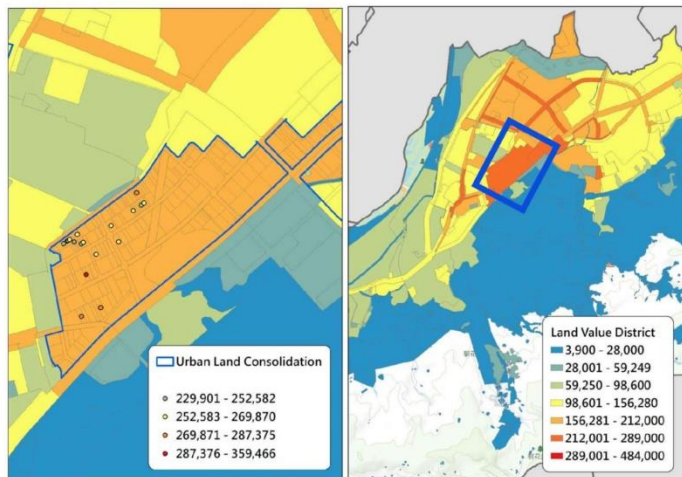 Urban Land Consolidation
229,901 - 252,582
252,583 - 269,870
269,871 - 287,375
287,376 - 359,466
Land Value District
3,900 - 28,000
28,001 - 59,249
59,250 - 98,600
98,601 - 156,280
156,281 - 212,000
212,001 - 289,000
289,001 - 484,000